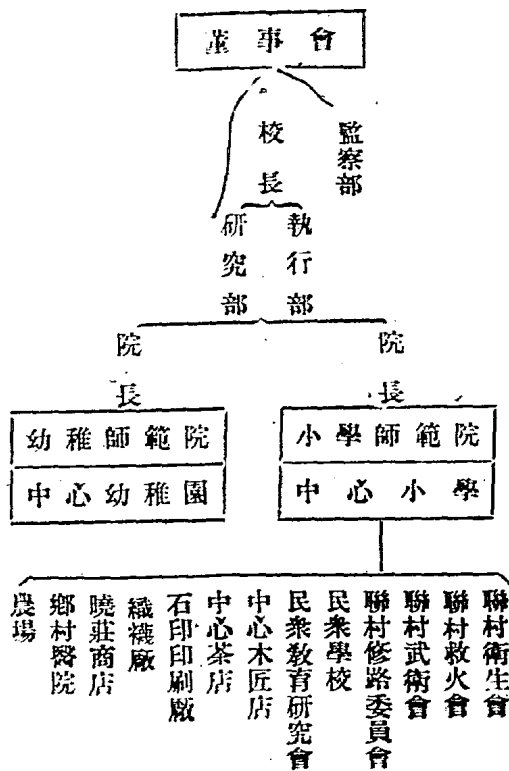 董事會
監察部
校長
執行部
研究部
院長
院長
小學師範院
中心小學
幼稚師範院
中心幼稚園
聯村衛生會
聯村救火會
聯村武術會
聯村修路委員會
民衆學校
民衆教育研究會
中心木匠店
中心茶店
石印印刷廠
織襪廠
曉莊商店
鄉村醫院
農場